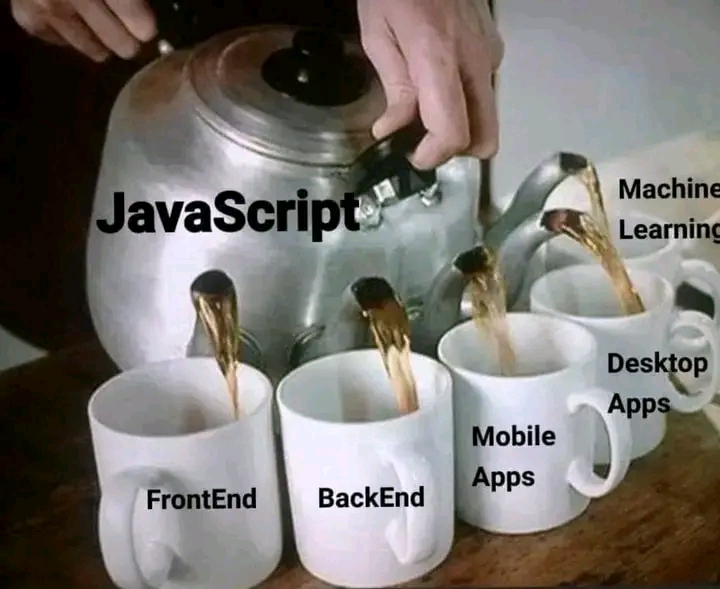 JavaScript
Machine
Learning
Desktop
Apps
Mobile
Apps
FrontEnd
BackEnd